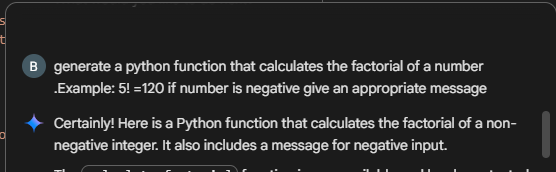 B
generate a python function that calculates the factorial of a number
.Example: 5! =120 if number is negative give an appropriate message
Certainly! Here is a Python function that calculates the factorial of a non-
negative integer. It also includes a message for negative input.